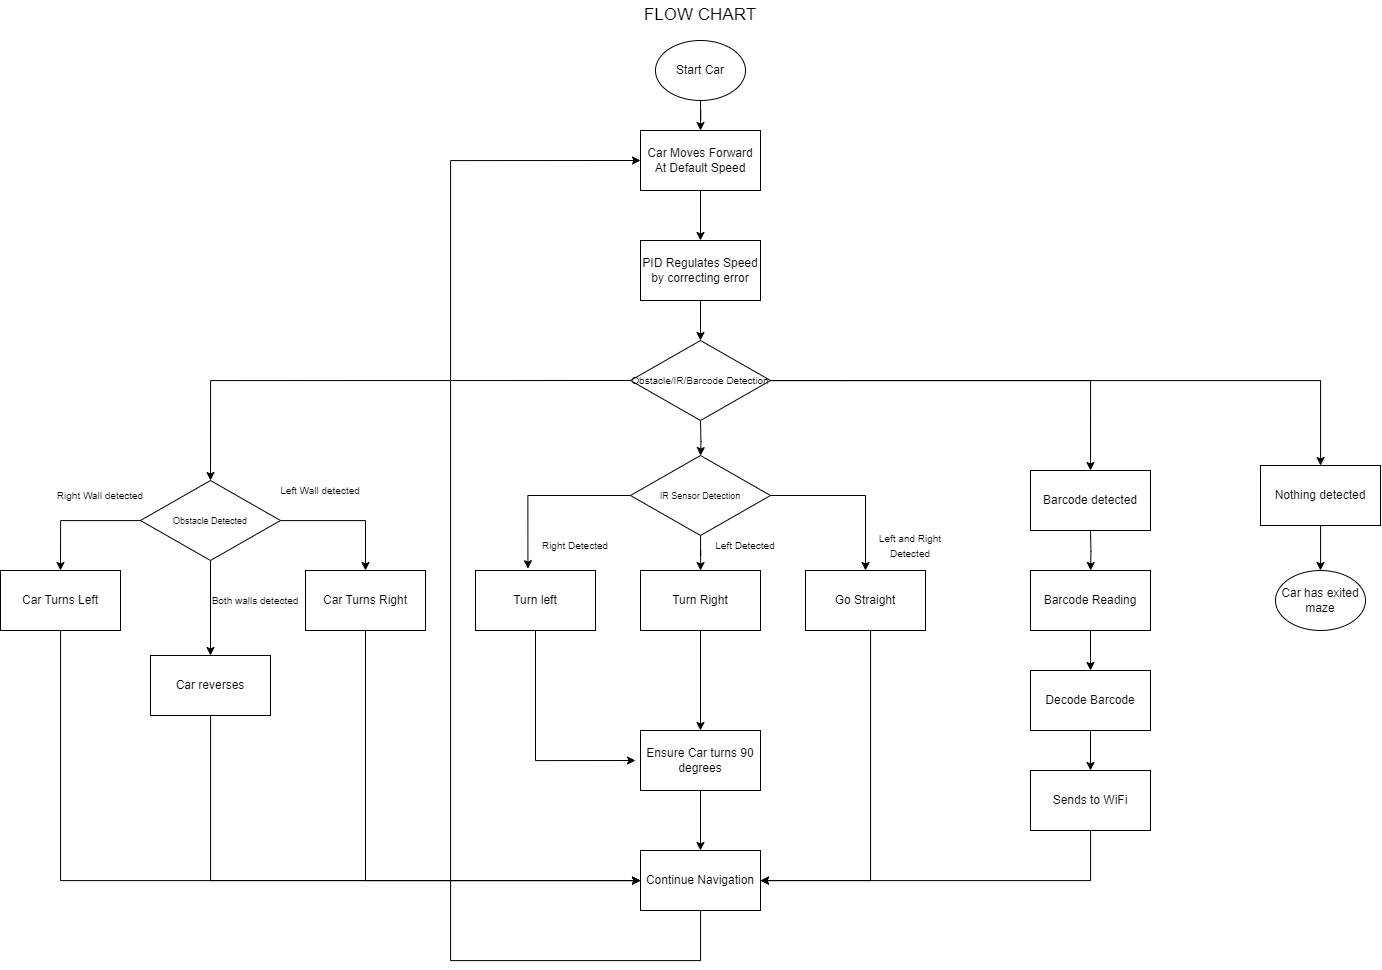 FLOW CHART
Start Car
Car Moves Forward
At Default Speed
PID Regulates Speed
by correcting error
Obstacle/IR/Barcode Detection
Right Wall detected
Left Wall detected
Obstacle Detected
IR Sensor Detection
Barcode detected
Nothing detected
Right Detected
Left Detected
Left and Right
Detected
Car Turns Left
Both walls detected
Car Turns Right
Turn left
Turn Right
Go Straight
Barcode Reading
Car has exited
maze
Car reverses
Decode Barcode
Ensure Car turns 90
degrees
Sends to WiFi
Continue Navigation